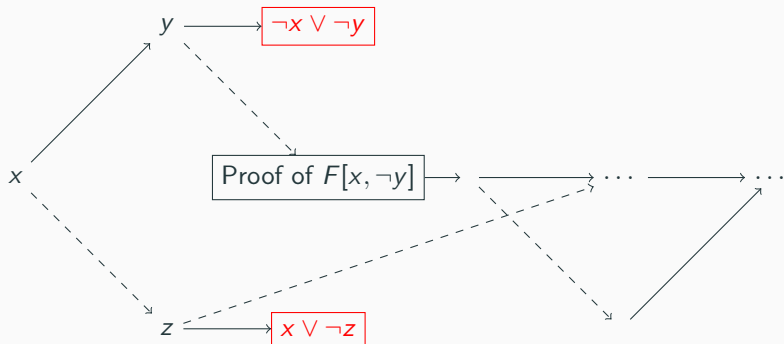 y
¬x ∨ ¬y
x
Proof of F[x, ¬y]
···
···
z
x ∨ ¬z